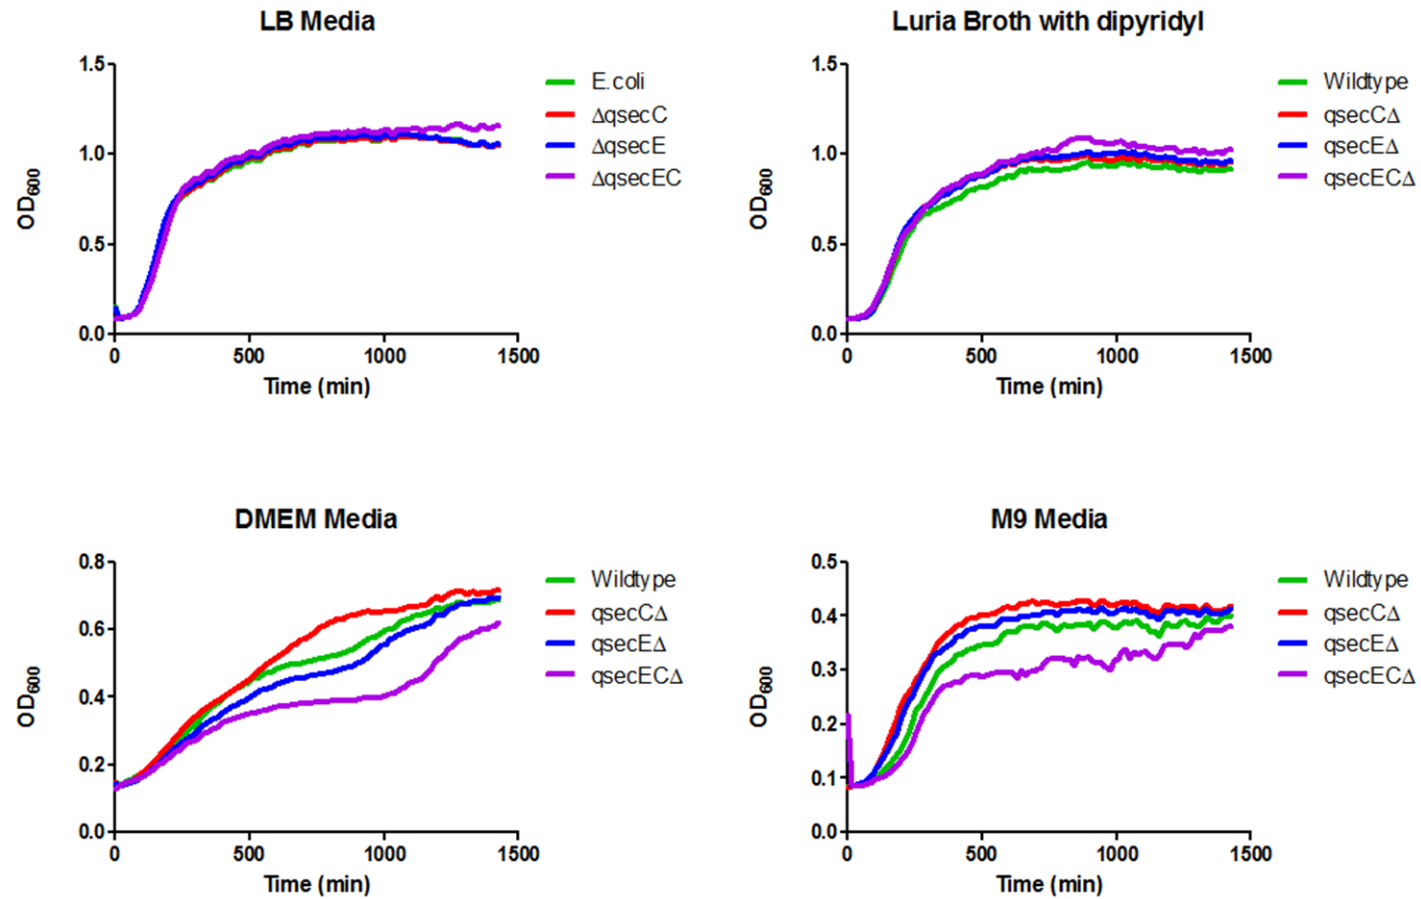 LB Media
1.5
1.0
0.5
0.0
OD600
0
500
1000
1500
Time (min)
E.coli
ΔqsecC
ΔqsecE
ΔqsecEC
Luria Broth with dipyridyl
1.5
1.0
0.5
0.0
OD600
0
500
1000
1500
Time (min)
Wildtype
qsecCΔ
qsecEΔ
qsecECΔ
DMEM Media
0.8
0.6
0.4
0.2
0.0
OD600
0
500
1000
1500
Time (min)
Wildtype
qsecCΔ
qsecEΔ
qsecECΔ
M9 Media
0.5
0.4
0.3
0.2
0.1
0.0
OD600
0
500
1000
1500
Time (min)
Wildtype
qsecCΔ
qsecEΔ
qsecECΔ